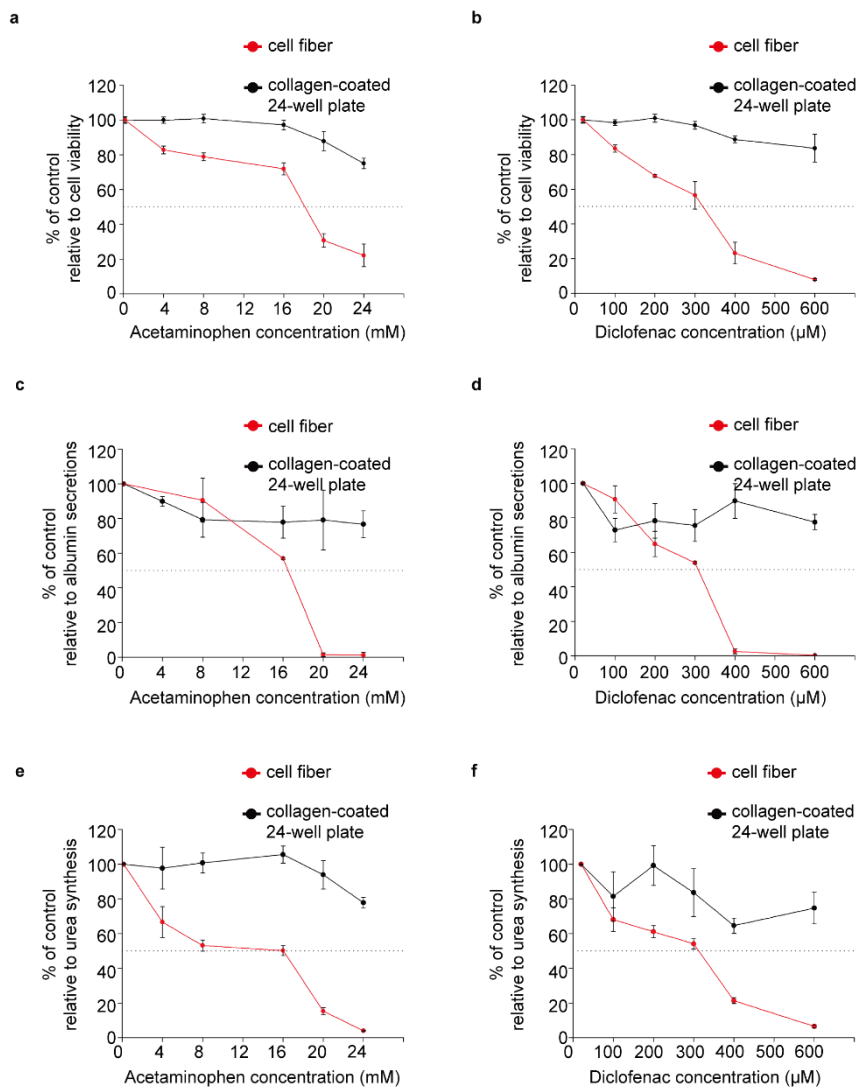 a
cell fiber
collagen-coated
24-well plate
120
100
80
60
40
20
0
% of control
relative to cell viability
0 4 8 12 16 20 24
Acetaminophen concentration (mM)
b
cell fiber
collagen-coated
24-well plate
120
100
80
60
40
20
0
% of control
relative to cell viability
100 200 300 400 500 600
Diclofenac concentration (µM)
c
cell fiber
collagen-coated
24-well plate
120
100
80
60
40
20
0
% of control
relative to albumin secretions
0 4 8 12 16 20 24
Acetaminophen concentration (mM)
d
cell fiber
collagen-coated
24-well plate
120
100
80
60
40
20
0
% of control
relative to albumin secretions
100 200 300 400 500 600
Diclofenac concentration (µM)
e
cell fiber
collagen-coated
24-well plate
120
100
80
60
40
20
0
% of control
relative to urea synthesis
0 4 8 12 16 20 24
Acetaminophen concentration (mM)
f
cell fiber
collagen-coated
24-well plate
120
100
80
60
40
20
0
% of control
relative to urea synthesis
100 200 300 400 500 600
Diclofenac concentration (µM)